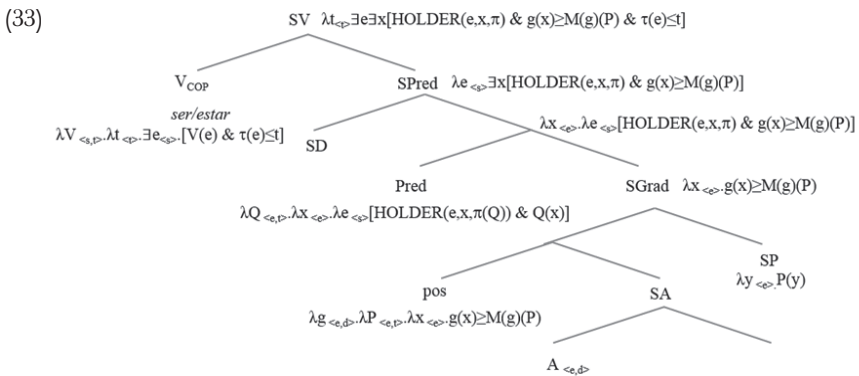 (33)
SV λt<τ>∃e∃x[HOLDER(e,x,π) & g(x)≥M(g)(P) & τ(e)≤t]
V COP
SPred λe<s>∃x[HOLDER(e,x,π) & g(x)≥M(g)(P)]
ser/estar
λV<s,t>.λt<τ>.∃e<s>.[V(e) & τ(e)≤t]
SD
λx<e>.λe<s>[HOLDER(e,x,π) & g(x)≥M(g)(P)]
Pred
SGrad λx<e>.g(x)≥M(g)(P)
λQ<e,t>.λx<e>.λe<s>[HOLDER(e,x,π(Q)) & Q(x)]
SP
λy<e>.P(y)
pos
SA
λg<e,d>.λP<e,t>.λx<e>.g(x)≥M(g)(P)
A <e,d>